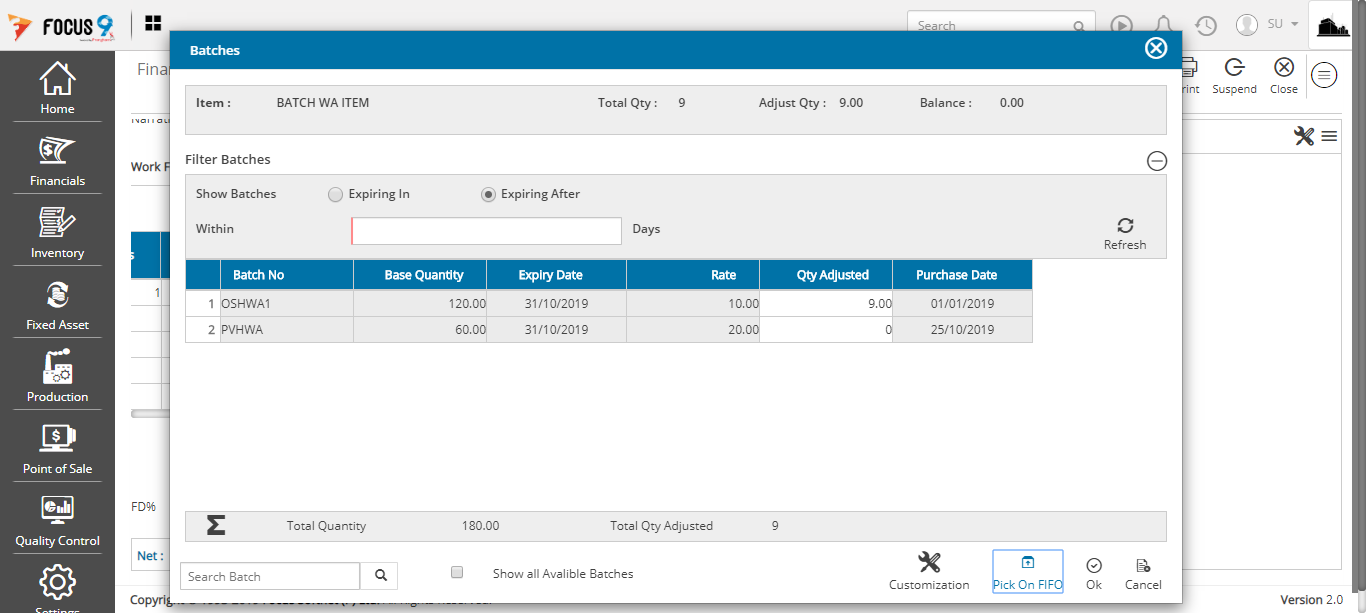 FOCUS 9
Search
SU
Batches
Home
Financials
Inventory
Fixed Asset
Production
Point of Sale
Quality Control
Settings
Fina
rint
Suspend
Close
Narrati
Work F
s
1
FD%
Net :
Item :
BATCH WA ITEM
Total Qty :
9
Adjust Qty :
9.00
Balance :
0.00
Filter Batches
Show Batches
Expiring In
Expiring After
Within
Days
Refresh
Batch No Base Quantity Expiry Date Rate Qty Adjusted Purchase Date
1 OSHWA1 120.00 31/10/2019 10.00 9.00 01/01/2019
2 PVHWA 60.00 31/10/2019 20.00 0 25/10/2019
Total Quantity 180.00 Total Qty Adjusted 9
Search Batch
Show all Avalible Batches
Customization
Pick On FIFO
Ok
Cancel
Version 2.0